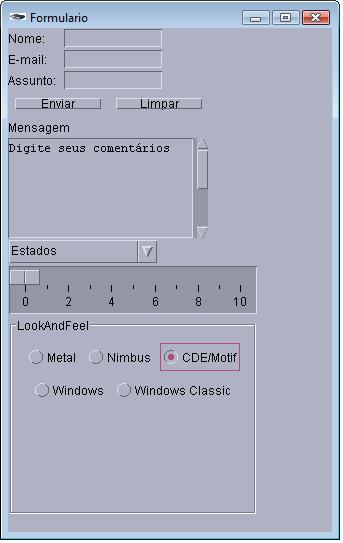 Formulario
Nome:
E-mail:
Assunto:
Enviar Limpar
Mensagem
Digite seus comentários
Estados
0 2 4 6 8 10
LookAndFeel
Metal Nimbus CDE/Motif
Windows Windows Classic